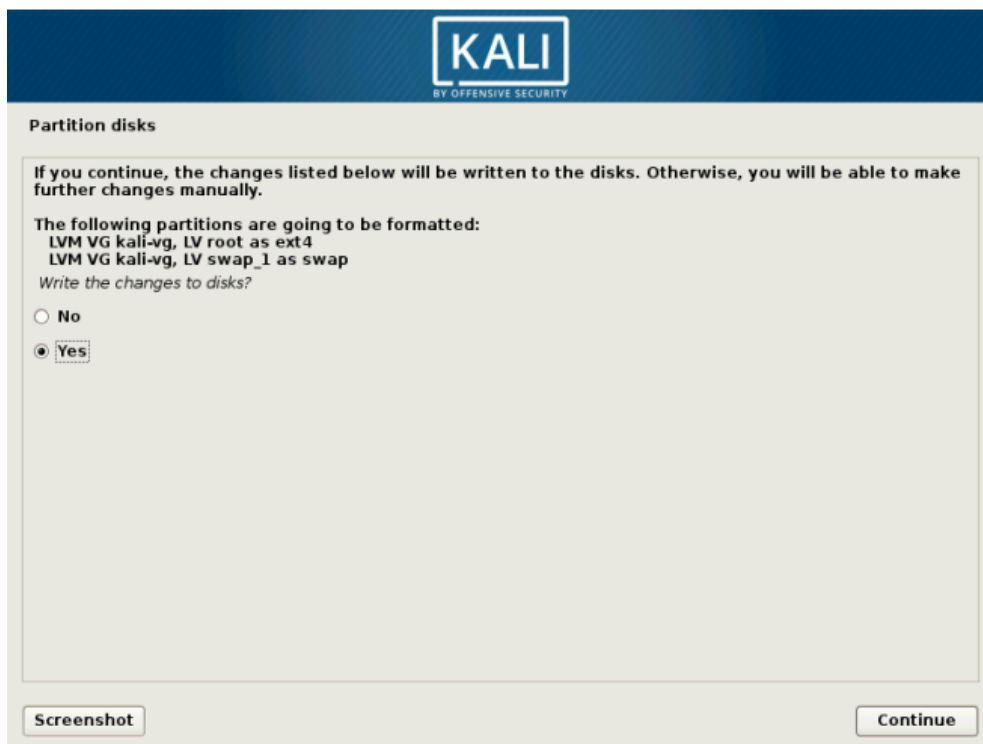 KALI
BY OFFENSIVE SECURITY
Partition disks
If you continue, the changes listed below will be written to the disks. Otherwise, you will be able to make
further changes manually.
The following partitions are going to be formatted:
LVM VG kali-vg, LV root as ext4
LVM VG kali-vg, LV swap_1 as swap
Write the changes to disks?
No
Yes
Screenshot
Continue